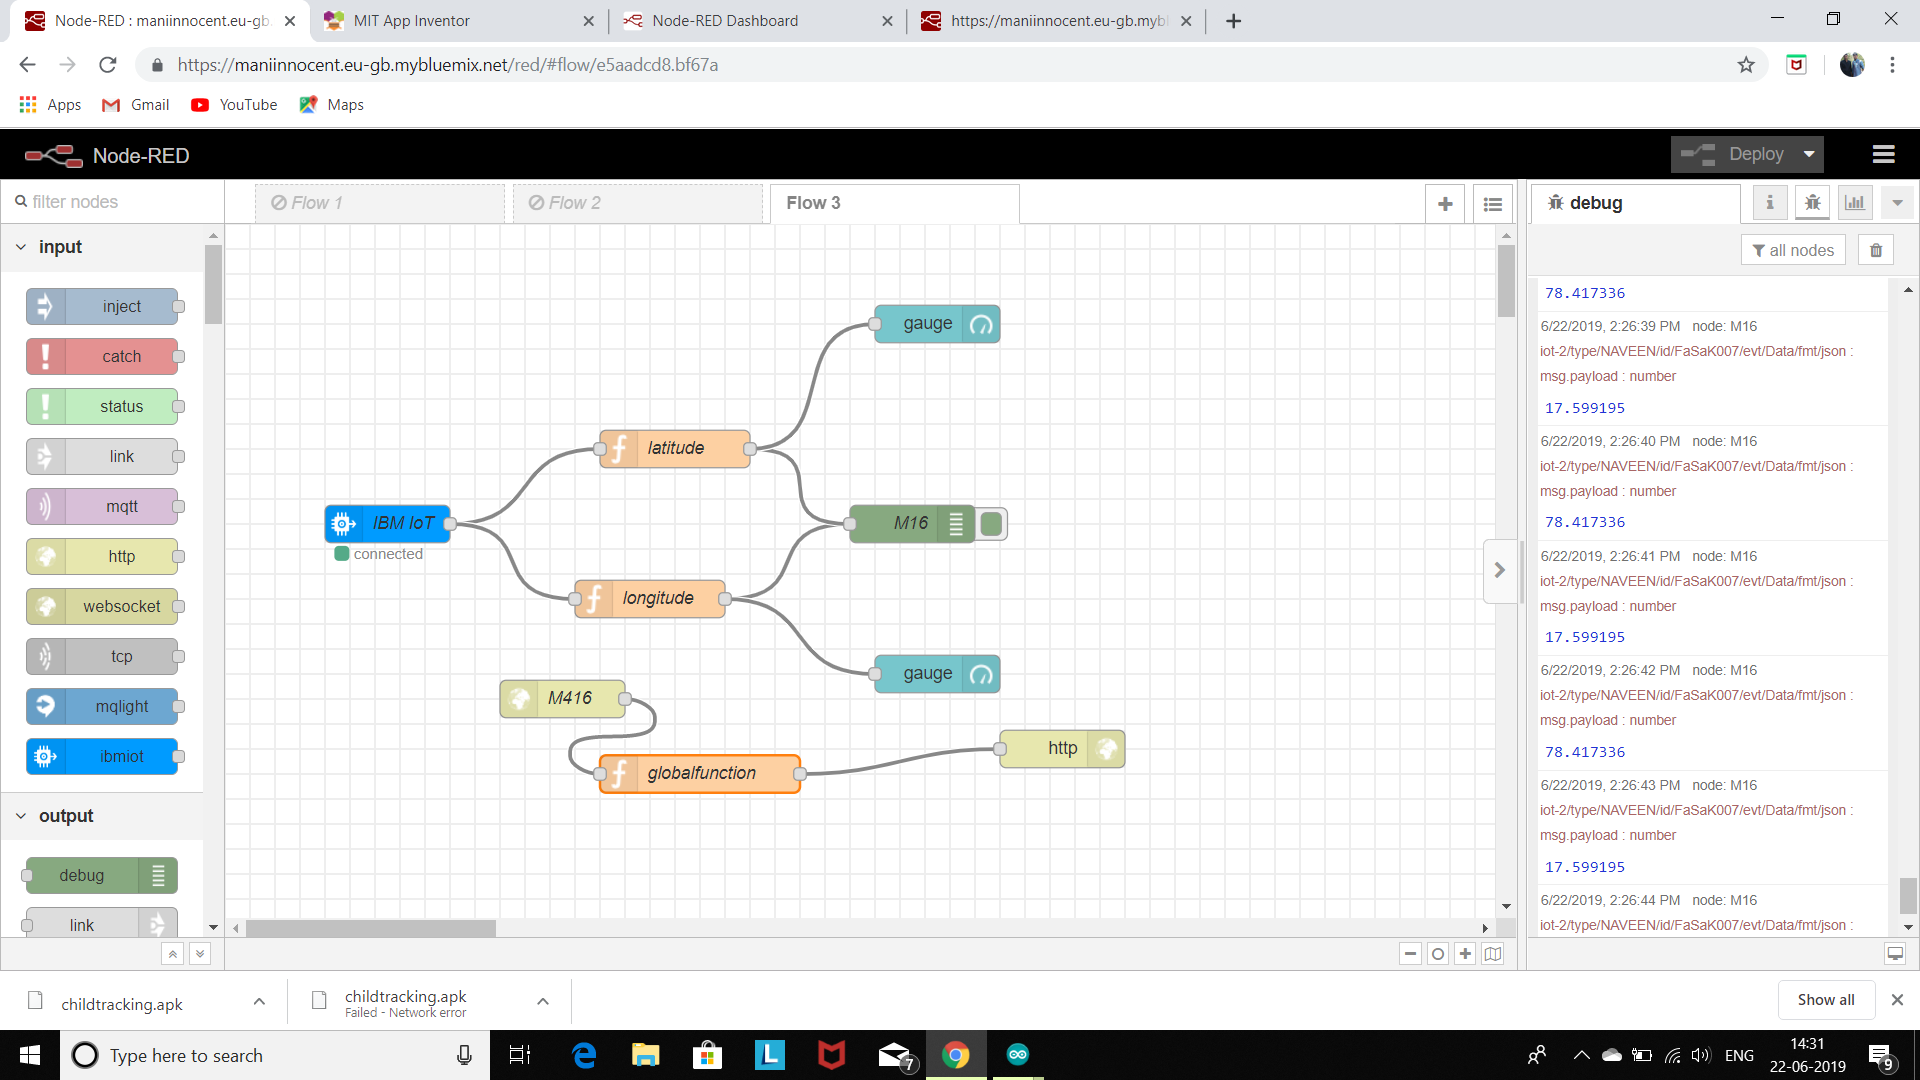 Node-RED : maniinnocent.eu-gb.
MIT App Inventor
Node-RED Dashboard
https://maniinnocent.eu-gb.myb
https://maniinnocent.eu-gb.mybluemix.net/red/#flow/e5aadcd8.bf67a
Apps
Gmail
YouTube
Maps
Node-RED
Deploy
filter nodes
Flow 1
Flow 2
Flow 3
debug
i
all nodes
input
inject
catch
status
link
mqtt
http
websocket
tcp
mqlight
ibmiot
output
debug
link
gauge
latitude
IBM IoT
connected
M16
longitude
gauge
M416
http
globalfunction
78.417336
6/22/2019, 2:26:39 PM node: M16
iot-2/type/NAVEEN/id/FaSaK007/evt/Data/fmt/json :
msg.payload : number
17.599195
6/22/2019, 2:26:40 PM node: M16
iot-2/type/NAVEEN/id/FaSaK007/evt/Data/fmt/json :
msg.payload : number
78.417336
6/22/2019, 2:26:41 PM node: M16
iot-2/type/NAVEEN/id/FaSaK007/evt/Data/fmt/json :
msg.payload : number
17.599195
6/22/2019, 2:26:42 PM node: M16
iot-2/type/NAVEEN/id/FaSaK007/evt/Data/fmt/json :
msg.payload : number
78.417336
6/22/2019, 2:26:43 PM node: M16
iot-2/type/NAVEEN/id/FaSaK007/evt/Data/fmt/json :
msg.payload : number
17.599195
6/22/2019, 2:26:44 PM node: M16
iot-2/type/NAVEEN/id/FaSaK007/evt/Data/fmt/json :
childtracking.apk
childtracking.apk
Failed - Network error
Show all
Type here to search
L
7
ENG
14:31
22-06-2019
9